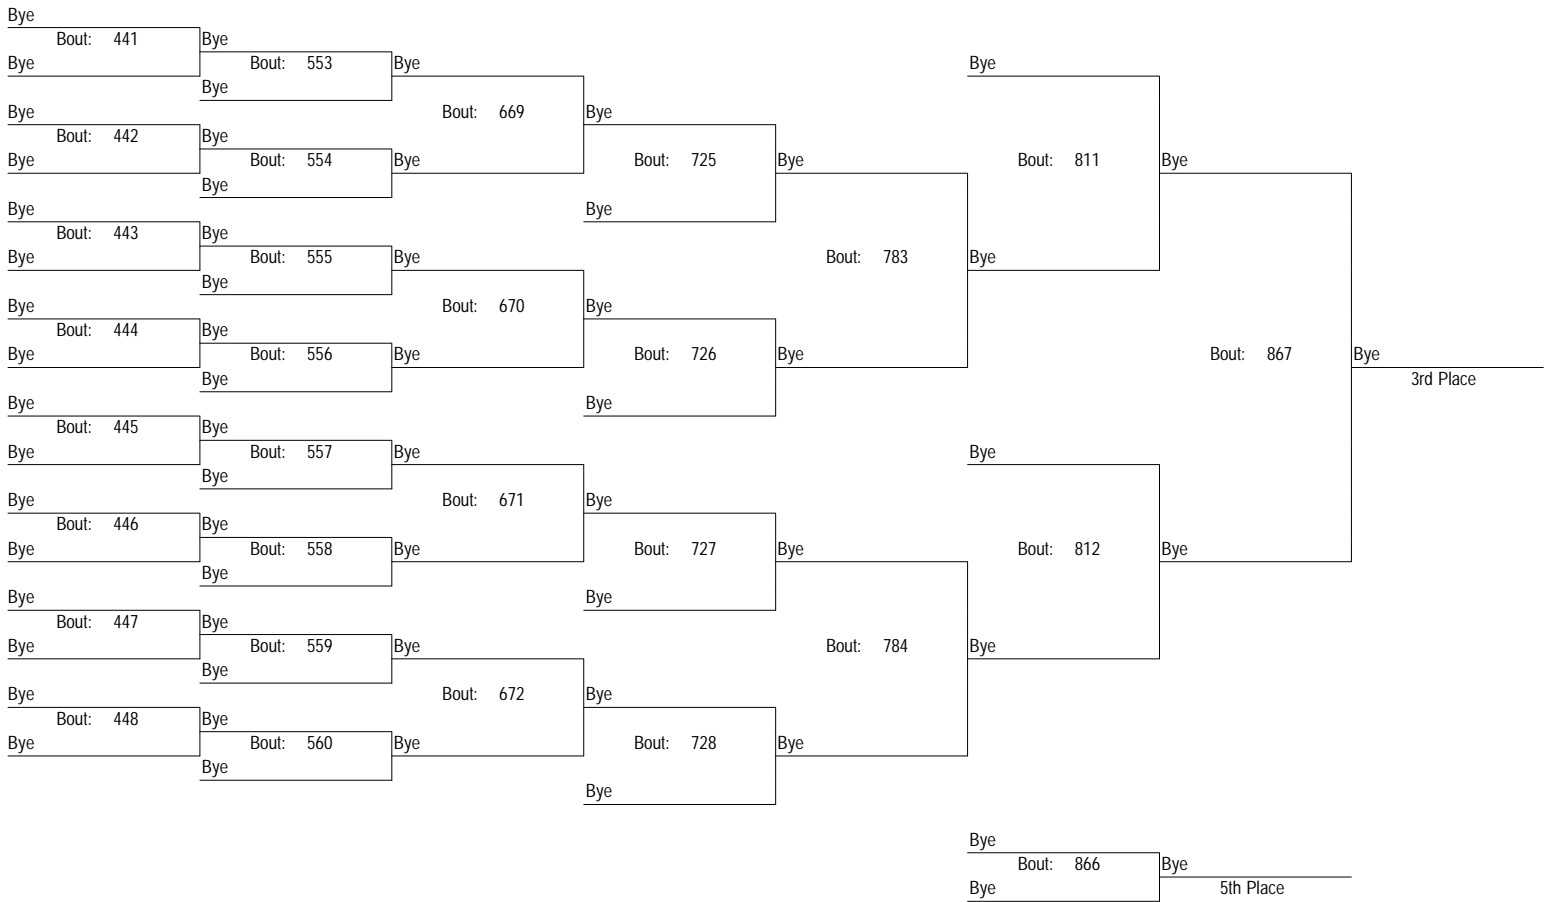 Bye
Bout: 441 Bye
Bye Bout: 553 Bye Bye
Bye
Bye Bout: 669 Bye
Bout: 442 Bye
Bye Bout: 554 Bye Bout: 725 Bye Bout: 811 Bye
Bye
Bye Bye
Bout: 443 Bye
Bye Bout: 555 Bye Bout: 783 Bye
Bye
Bye Bout: 670 Bye
Bout: 444 Bye
Bye Bout: 556 Bye Bout: 726 Bye Bout: 867 Bye
Bye 3rd Place
Bye Bye
Bout: 445 Bye
Bye Bout: 557 Bye Bye
Bye
Bye Bout: 671 Bye
Bout: 446 Bye
Bye Bout: 558 Bye Bout: 727 Bye Bout: 812 Bye
Bye
Bye Bye
Bout: 447 Bye
Bye Bout: 559 Bye Bout: 784 Bye
Bye
Bye Bout: 672 Bye
Bout: 448 Bye
Bye Bout: 560 Bye Bout: 728 Bye
Bye
Bye
Bye
Bout: 866 Bye
Bye 5th Place